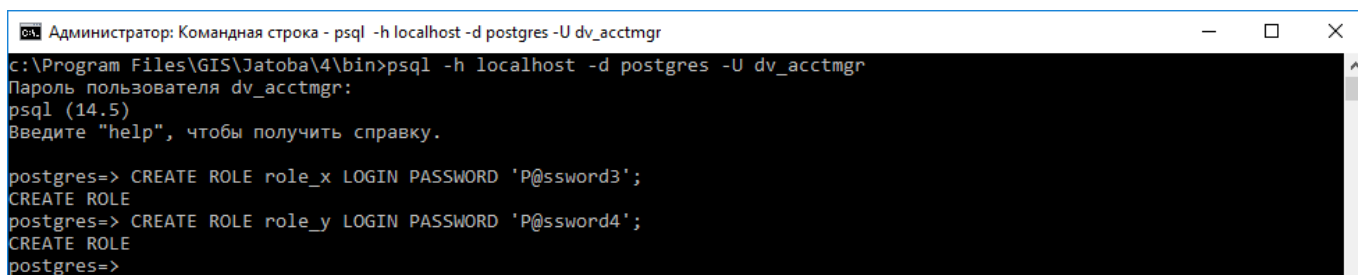 Администратор: Командная строка - psql -h localhost -d postgres -U dv_acctmgr
c:\Program Files\GIS\Jatoba\4\bin>psql -h localhost -d postgres -U dv_acctmgr
Пароль пользователя dv_acctmgr:
psql (14.5)
Введите "help", чтобы получить справку.
postgres=> CREATE ROLE role_x LOGIN PASSWORD 'P@ssword3';
CREATE ROLE
postgres=> CREATE ROLE role_y LOGIN PASSWORD 'P@ssword4';
CREATE ROLE
postgres=>